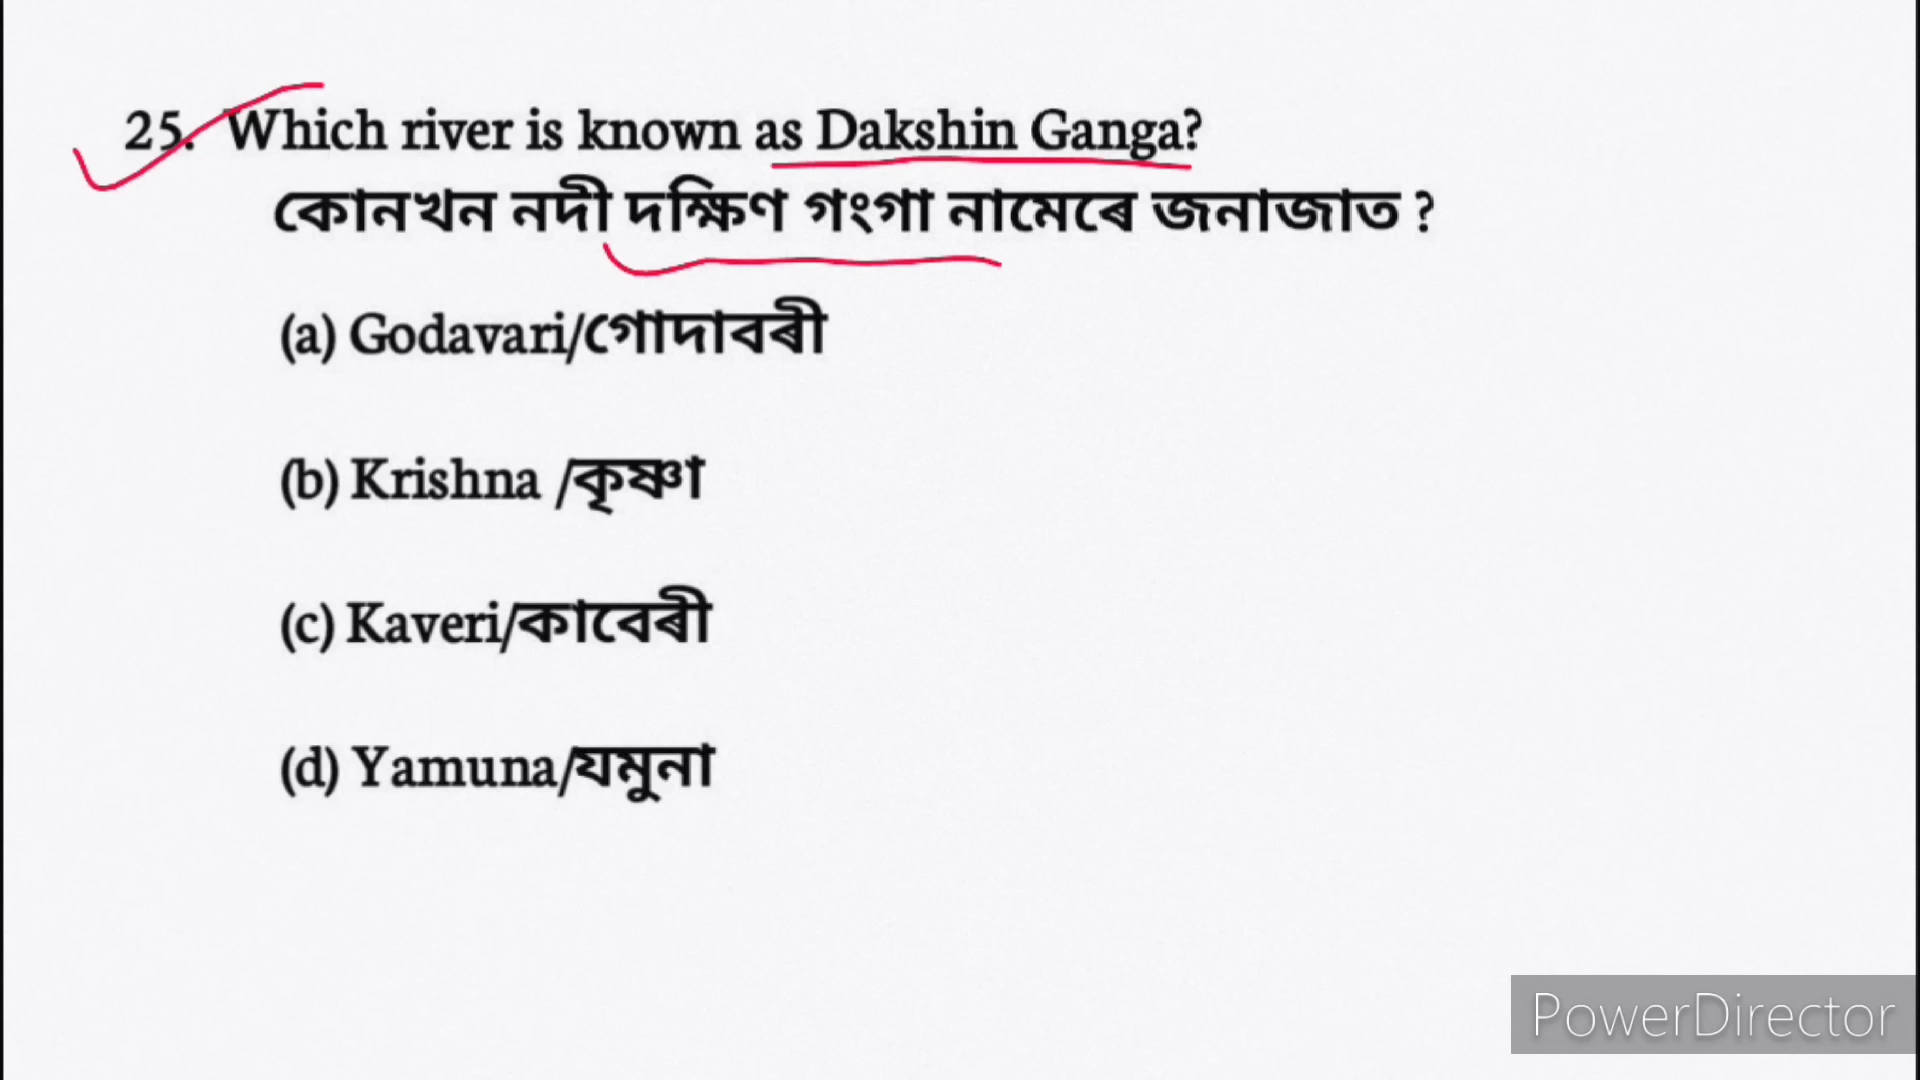 25. Which river is known as Dakshin Ganga?
কোনখন নদী দক্ষিণ গংগা নামেৰে জনাজাত ?
(a) Godavari/গোদাবৰী
(b) Krishna /কৃষ্ণা
(c) Kaveri/কাবেৰী
(d) Yamuna/যমুনা
PowerDirector